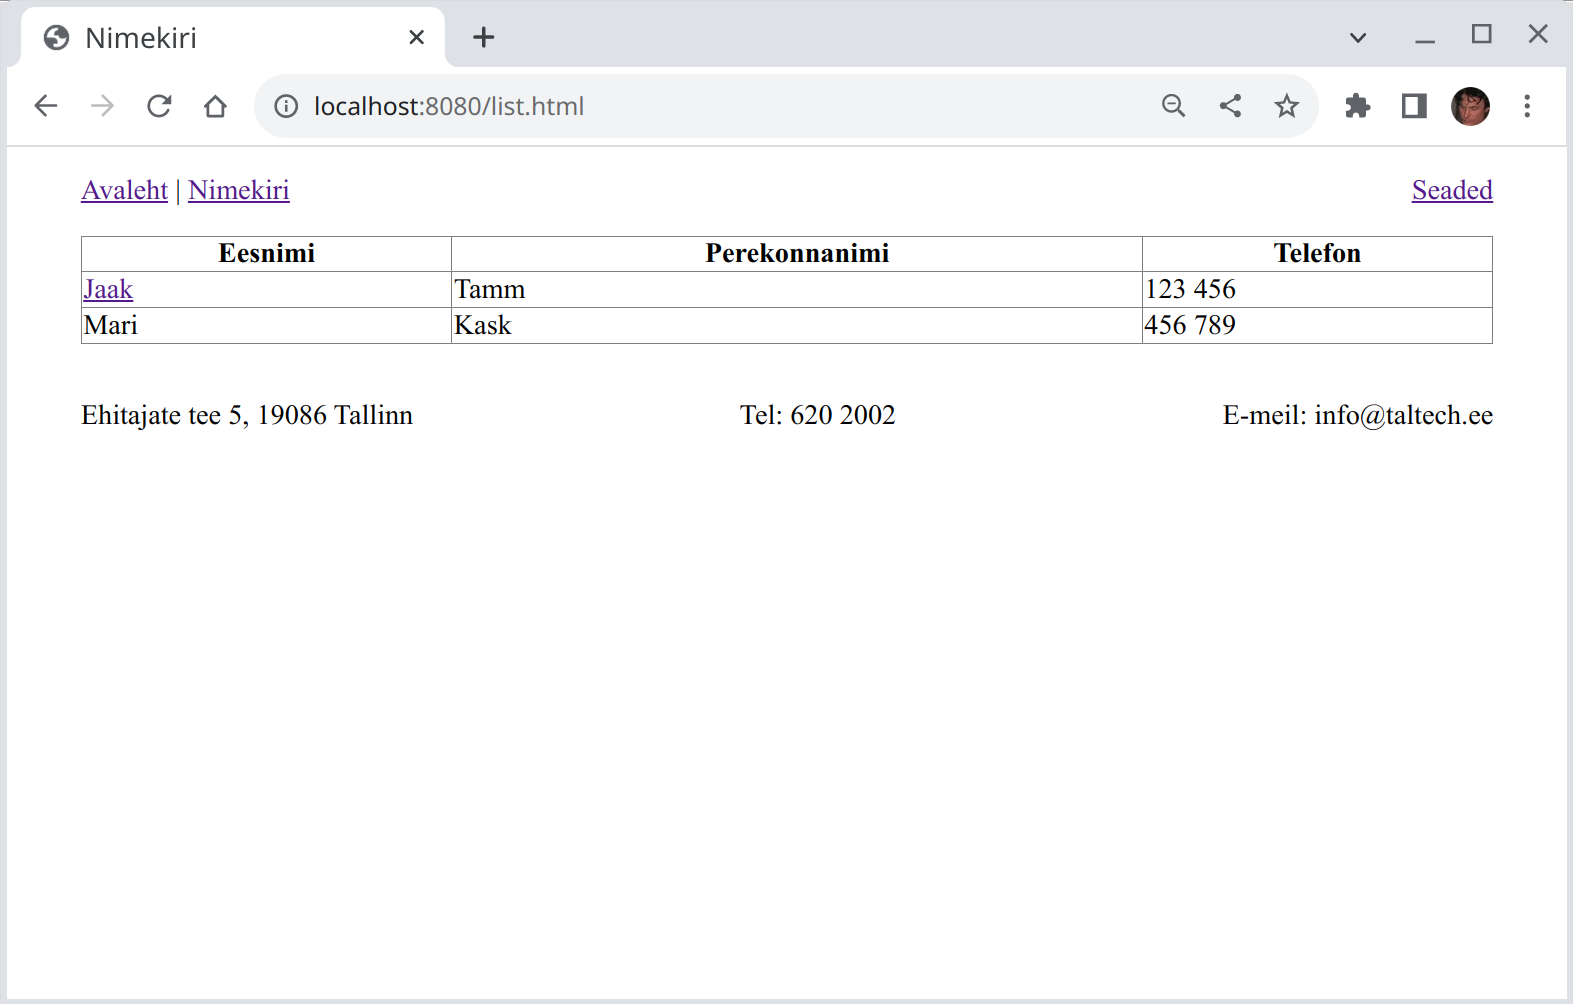 Nimekiri
localhost:8080/list.html
Avaleht | Nimekiri Seaded
Eesnimi Perekonnanimi Telefon
Jaak Tamm 123 456
Mari Kask 456 789
Ehitajate tee 5, 19086 Tallinn Tel: 620 2002 E-meil: info@taltech.ee